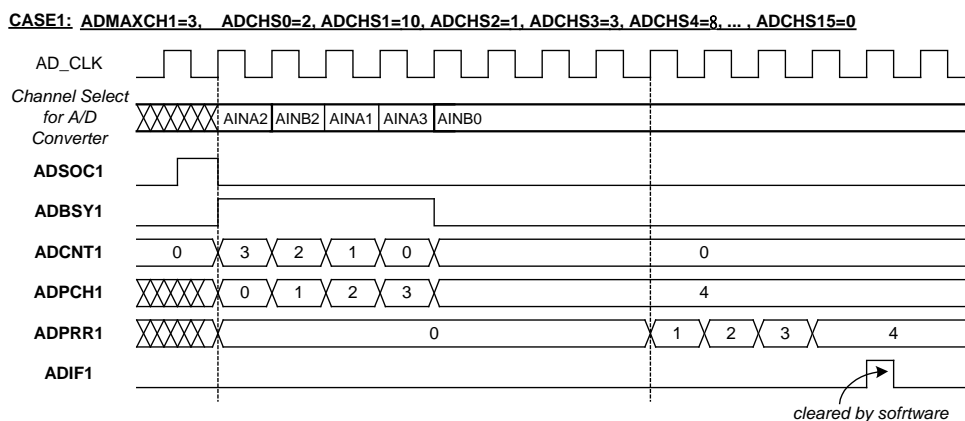 CASE1: ADMAXCH1=3, ADCHS0=2, ADCHS1=10, ADCHS2=1, ADCHS3=3, ADCHS4=8, ... , ADCHS15=0
AD_CLK
Channel Select
for A/D
Converter
AINA2 AINB2 AINA1 AINA3 AINB0
ADSOC1
ADBSY1
ADCNT1 0 3 2 1 0 0
ADPCH1 0 1 2 3 4
ADPRR1 0 1 2 3 4
ADIF1
cleared by sofrtware